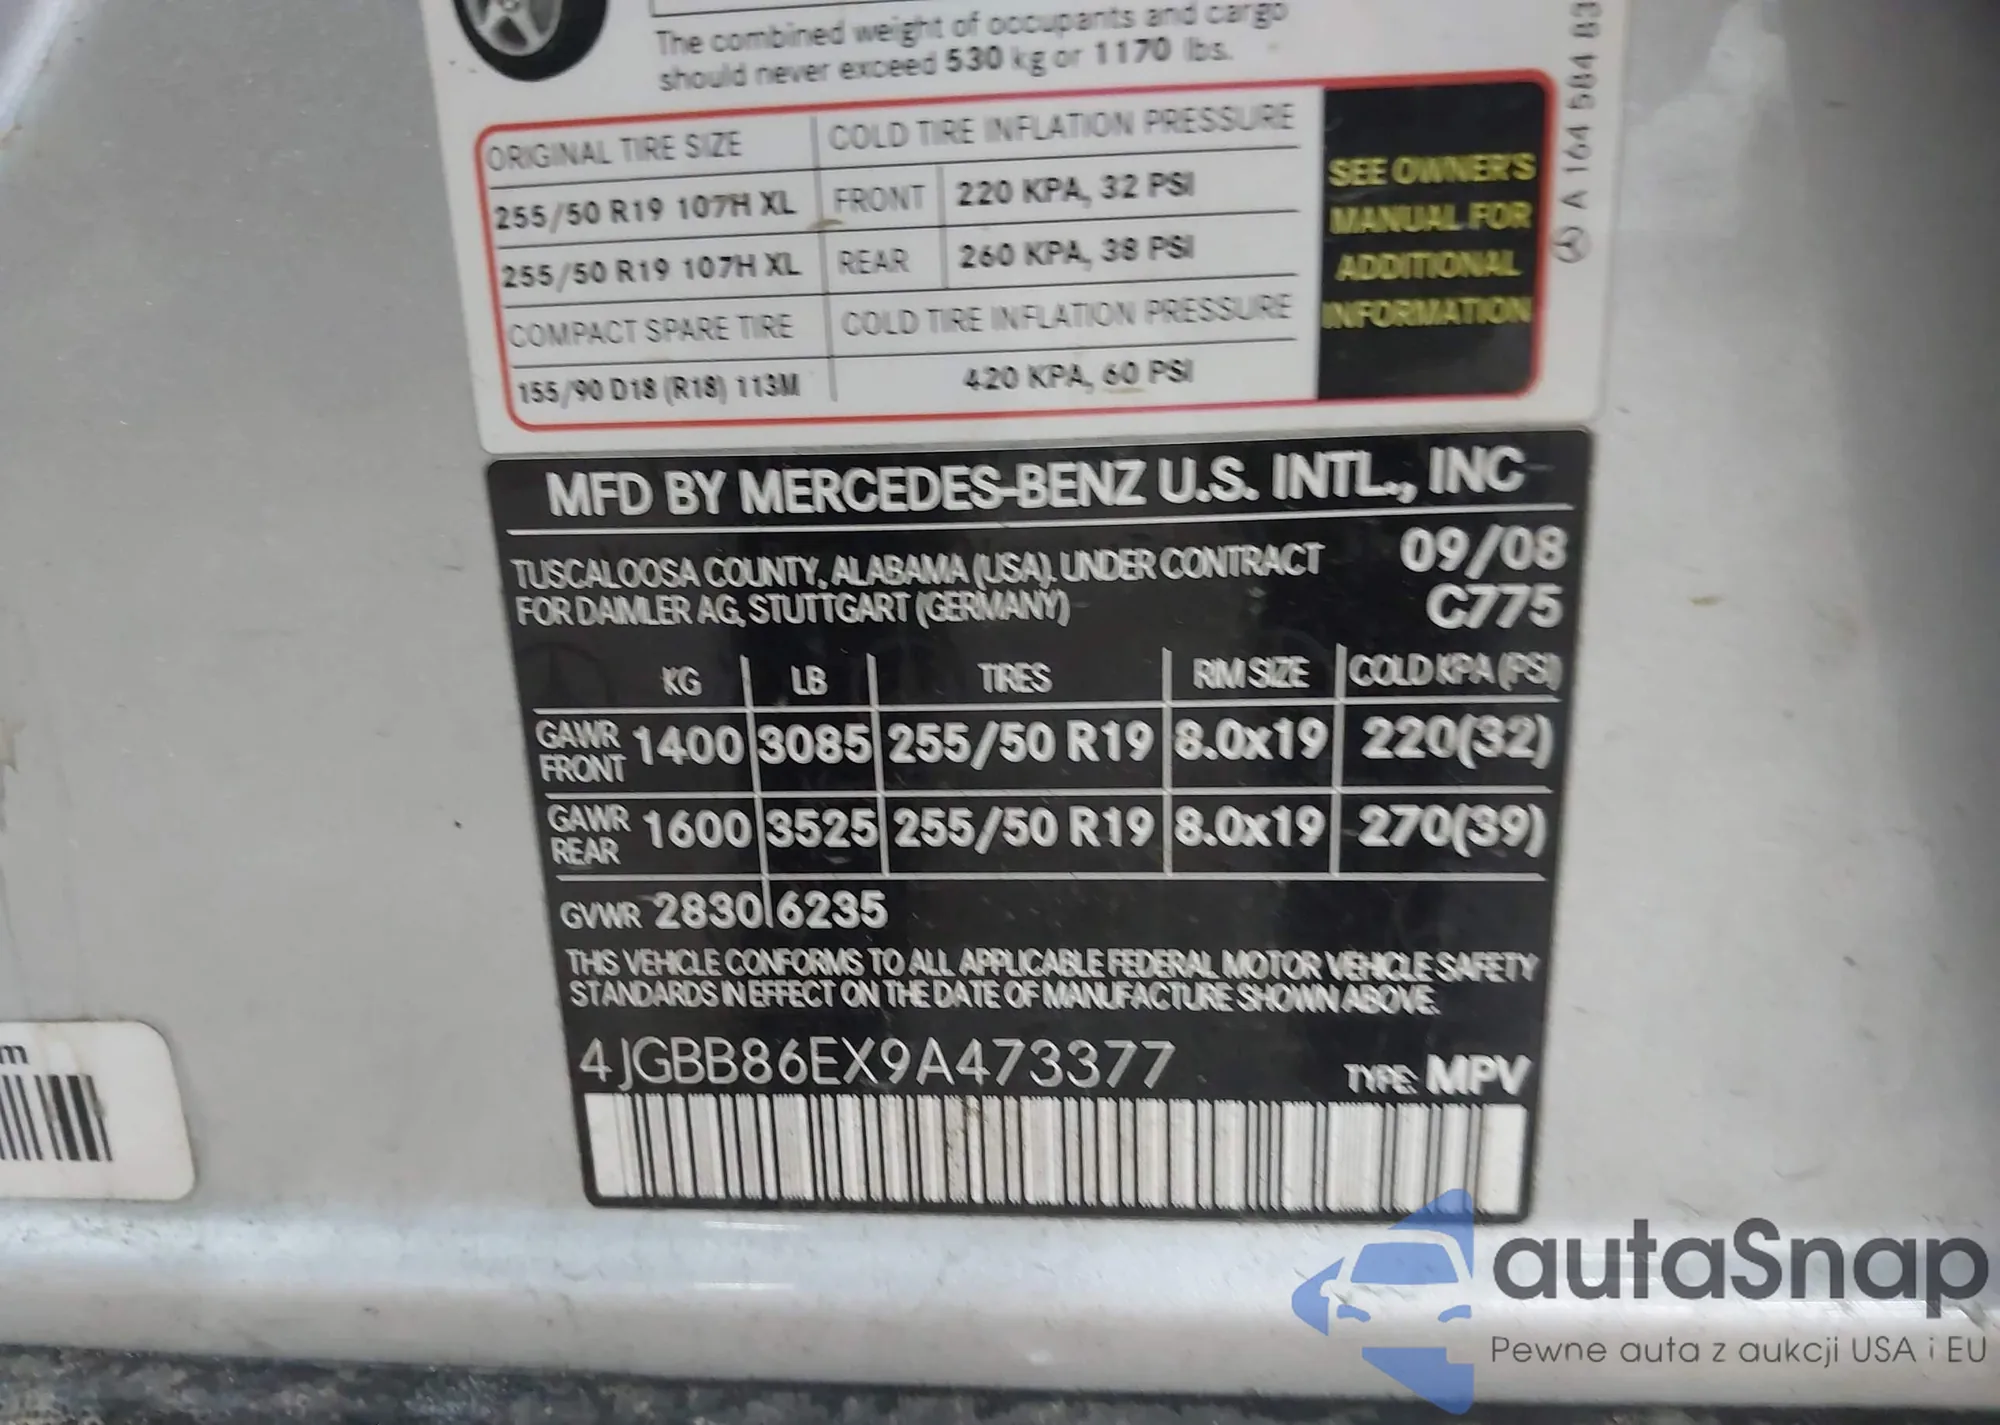 The combined weight of occupants and cargo
should never exceed 530 kg or 1170 lbs.
ORIGINAL TIRE SIZE COLD TIRE INFLATION PRESSURE
255/50 R19 107H XL FRONT 220 KPA, 32 PSI
255/50 R19 107H XL REAR 260 KPA, 38 PSI
COMPACT SPARE TIRE COLD TIRE INFLATION PRESSURE
155/90 D18 (R18) 113M 420 KPA, 60 PSI
SEE OWNER'S
MANUAL FOR
ADDITIONAL
INFORMATION
A 164 584 83
MFD BY MERCEDES-BENZ U.S. INTL., INC
TUSCALOOSA COUNTY, ALABAMA (USA), UNDER CONTRACT 09/08
FOR DAIMLER AG, STUTTGART (GERMANY) C775
KG LB TIRES RIM SIZE COLD KPA (PSI)
GAWR FRONT 1400 3085 255/50 R19 8.0x19 220(32)
GAWR REAR 1600 3525 255/50 R19 8.0x19 270(39)
GVWR 2830 6235
THIS VEHICLE CONFORMS TO ALL APPLICABLE FEDERAL MOTOR VEHICLE SAFETY
STANDARDS IN EFFECT ON THE DATE OF MANUFACTURE SHOWN ABOVE.
4JGBB86EX9A473377 TYPE: MPV
m
autoSnap
Pewne auta z aukcji USA i EU